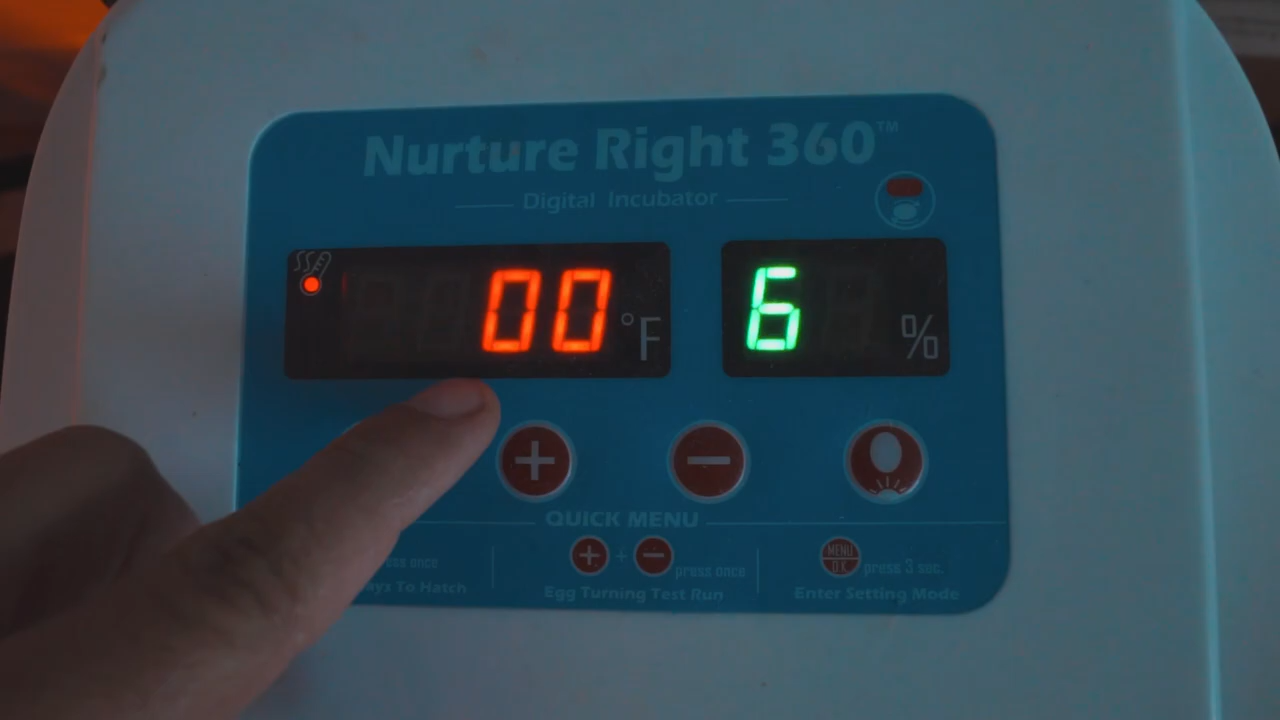 Nurture Right 360™
Digital Incubator
00 °F
6 %
+
−
QUICK MENU
+ + −
MENU
O.K
ss once
press once
press 3 sec.
ays To Hatch
Egg Turning Test Run
Enter Setting Mode